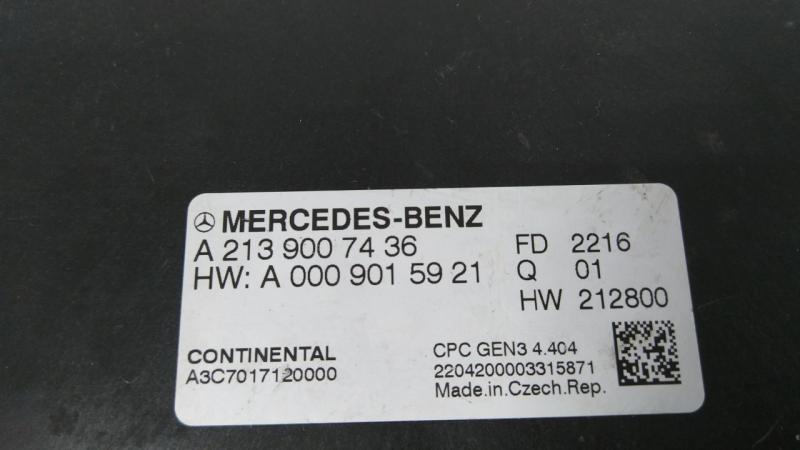 MERCEDES-BENZ
A 213 900 74 36 FD 2216
HW: A 000 901 59 21 Q 01
HW 212800
CONTINENTAL CPC GEN3 4.404
A3C7017120000 2204200003315871
Made.in.Czech.Rep.